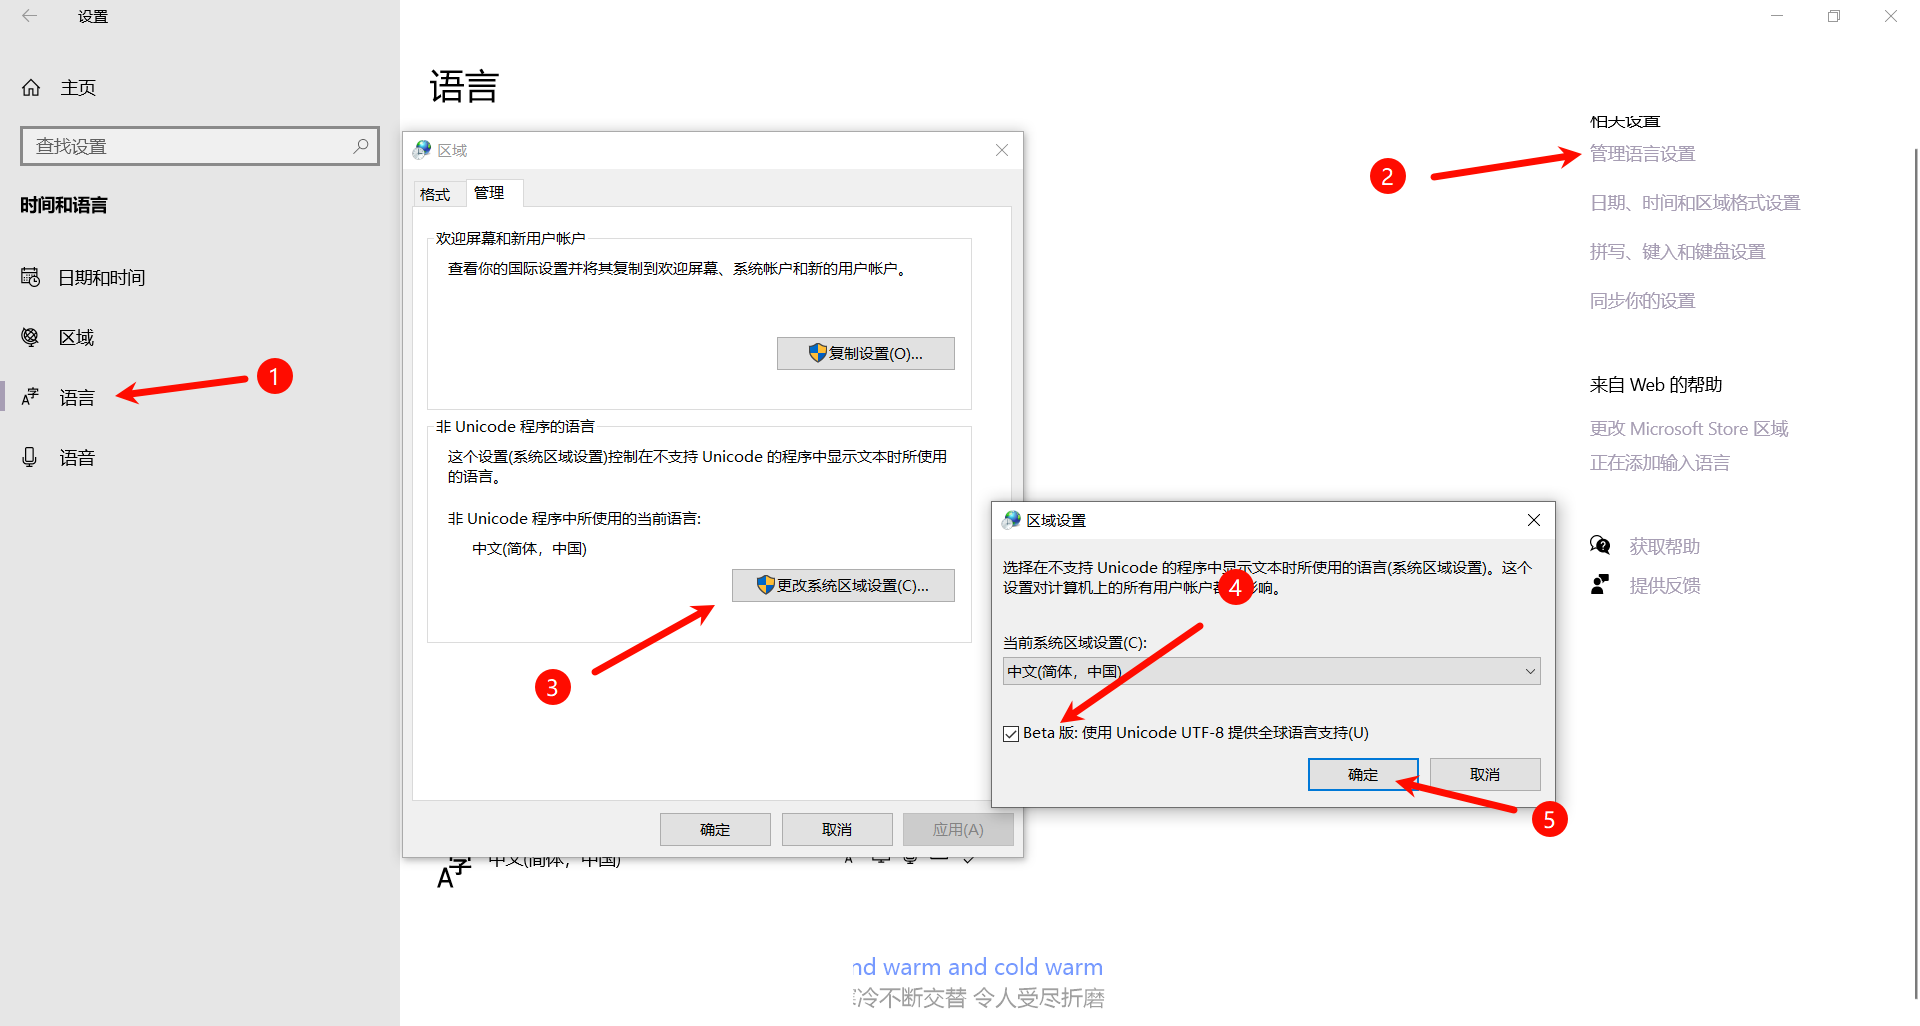 设置
主页
查找设置
时间和语言
日期和时间
区域
语言
1
语音
语言
区域
格式
管理
欢迎屏幕和新用户帐户
查看你的国际设置并将其复制到欢迎屏幕、系统帐户和新的用户帐户。
复制设置(O)...
非 Unicode 程序的语言
这个设置(系统区域设置)控制在不支持 Unicode 的程序中显示文本时所使用
的语言。
非 Unicode 程序中所使用的当前语言:
中文(简体，中国)
更改系统区域设置(C)...
3
确定
取消
应用(A)
中文(简体，中国)
相关设置
2
管理语言设置
日期、时间和区域格式设置
拼写、键入和键盘设置
同步你的设置
来自 Web 的帮助
更改 Microsoft Store 区域
正在添加输入语言
获取帮助
提供反馈
区域设置
选择在不支持 Unicode 的程序中显示文本时所使用的语言(系统区域设置)。这个
设置对计算机上的所有用户帐户 影响。
4
当前系统区域设置(C):
中文(简体，中国)
Beta 版: 使用 Unicode UTF-8 提供全球语言支持(U)
确定
取消
5
nd warm and cold warm
冷不断交替 令人受尽折磨